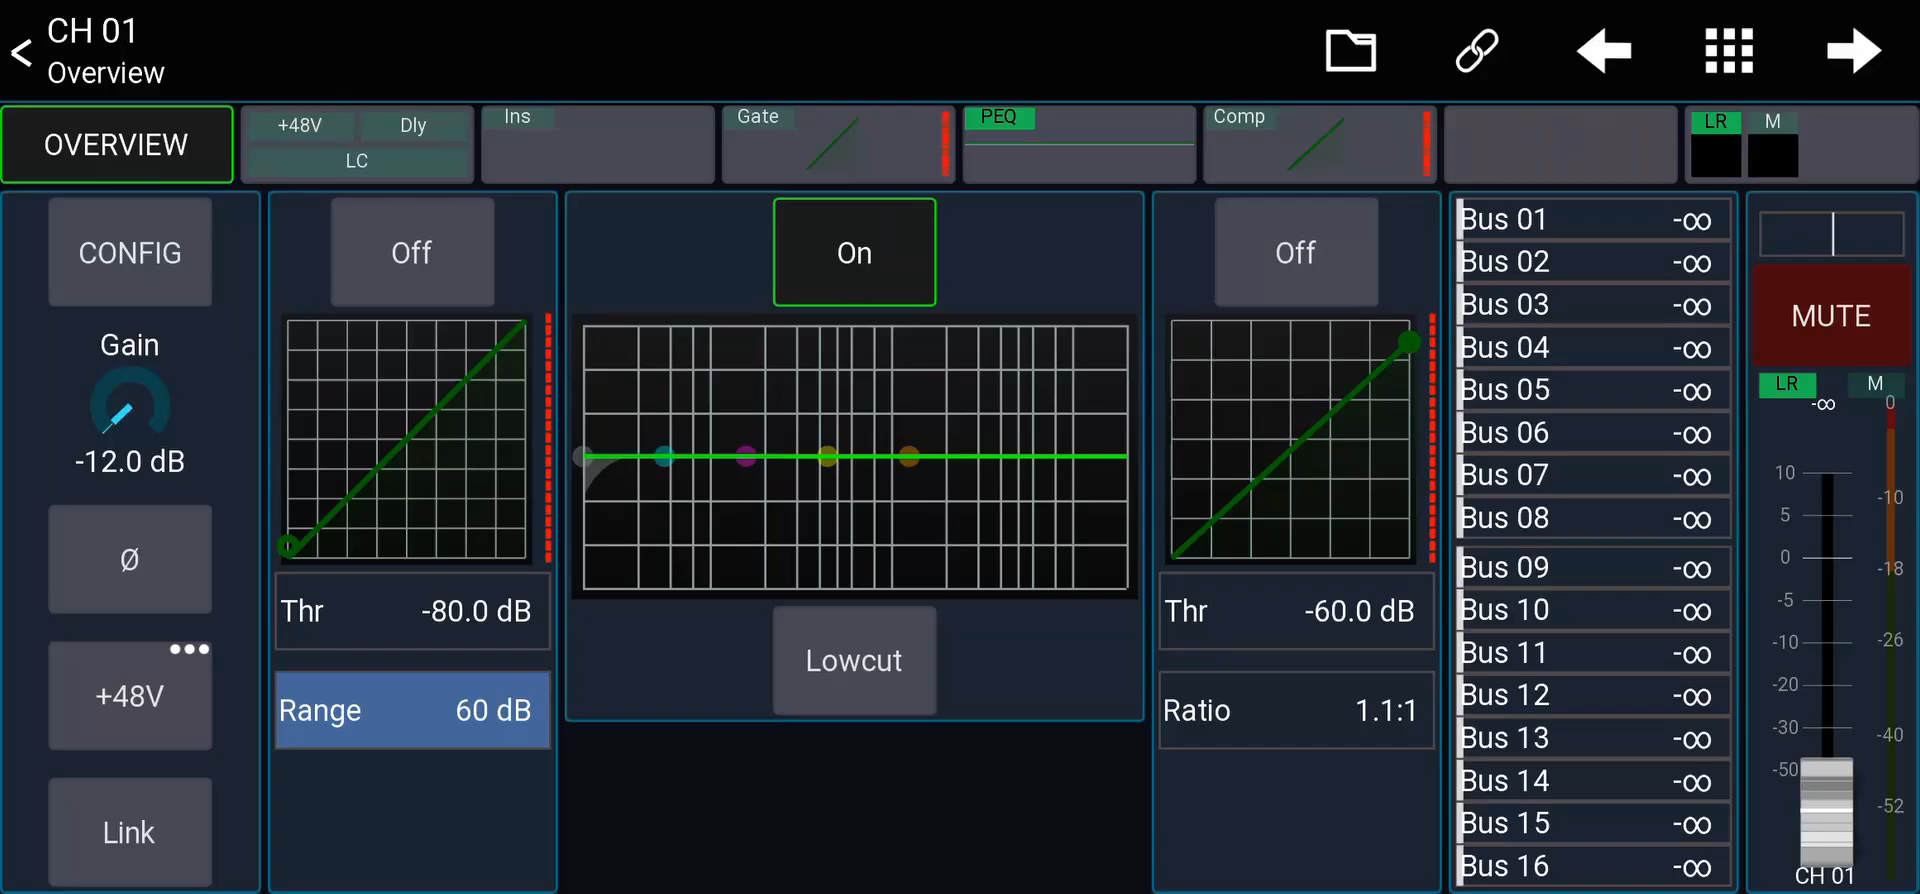 CH 01
Overview
OVERVIEW
+48V Dly
LC
Ins
Gate
PEQ
Comp
LR M
CONFIG
Gain
-12.0 dB
Ø
+48V
Link
Off
Thr -80.0 dB
Range 60 dB
On
Lowcut
Off
Thr -60.0 dB
Ratio 1.1:1
Bus 01 -∞
Bus 02 -∞
Bus 03 -∞
Bus 04 -∞
Bus 05 -∞
Bus 06 -∞
Bus 07 -∞
Bus 08 -∞
Bus 09 -∞
Bus 10 -∞
Bus 11 -∞
Bus 12 -∞
Bus 13 -∞
Bus 14 -∞
Bus 15 -∞
Bus 16 -∞
MUTE
LR M
-∞ 0
10
-10
5
0
-18
-5
-10 -26
-20
-30
-40
-50
-52
CH 01